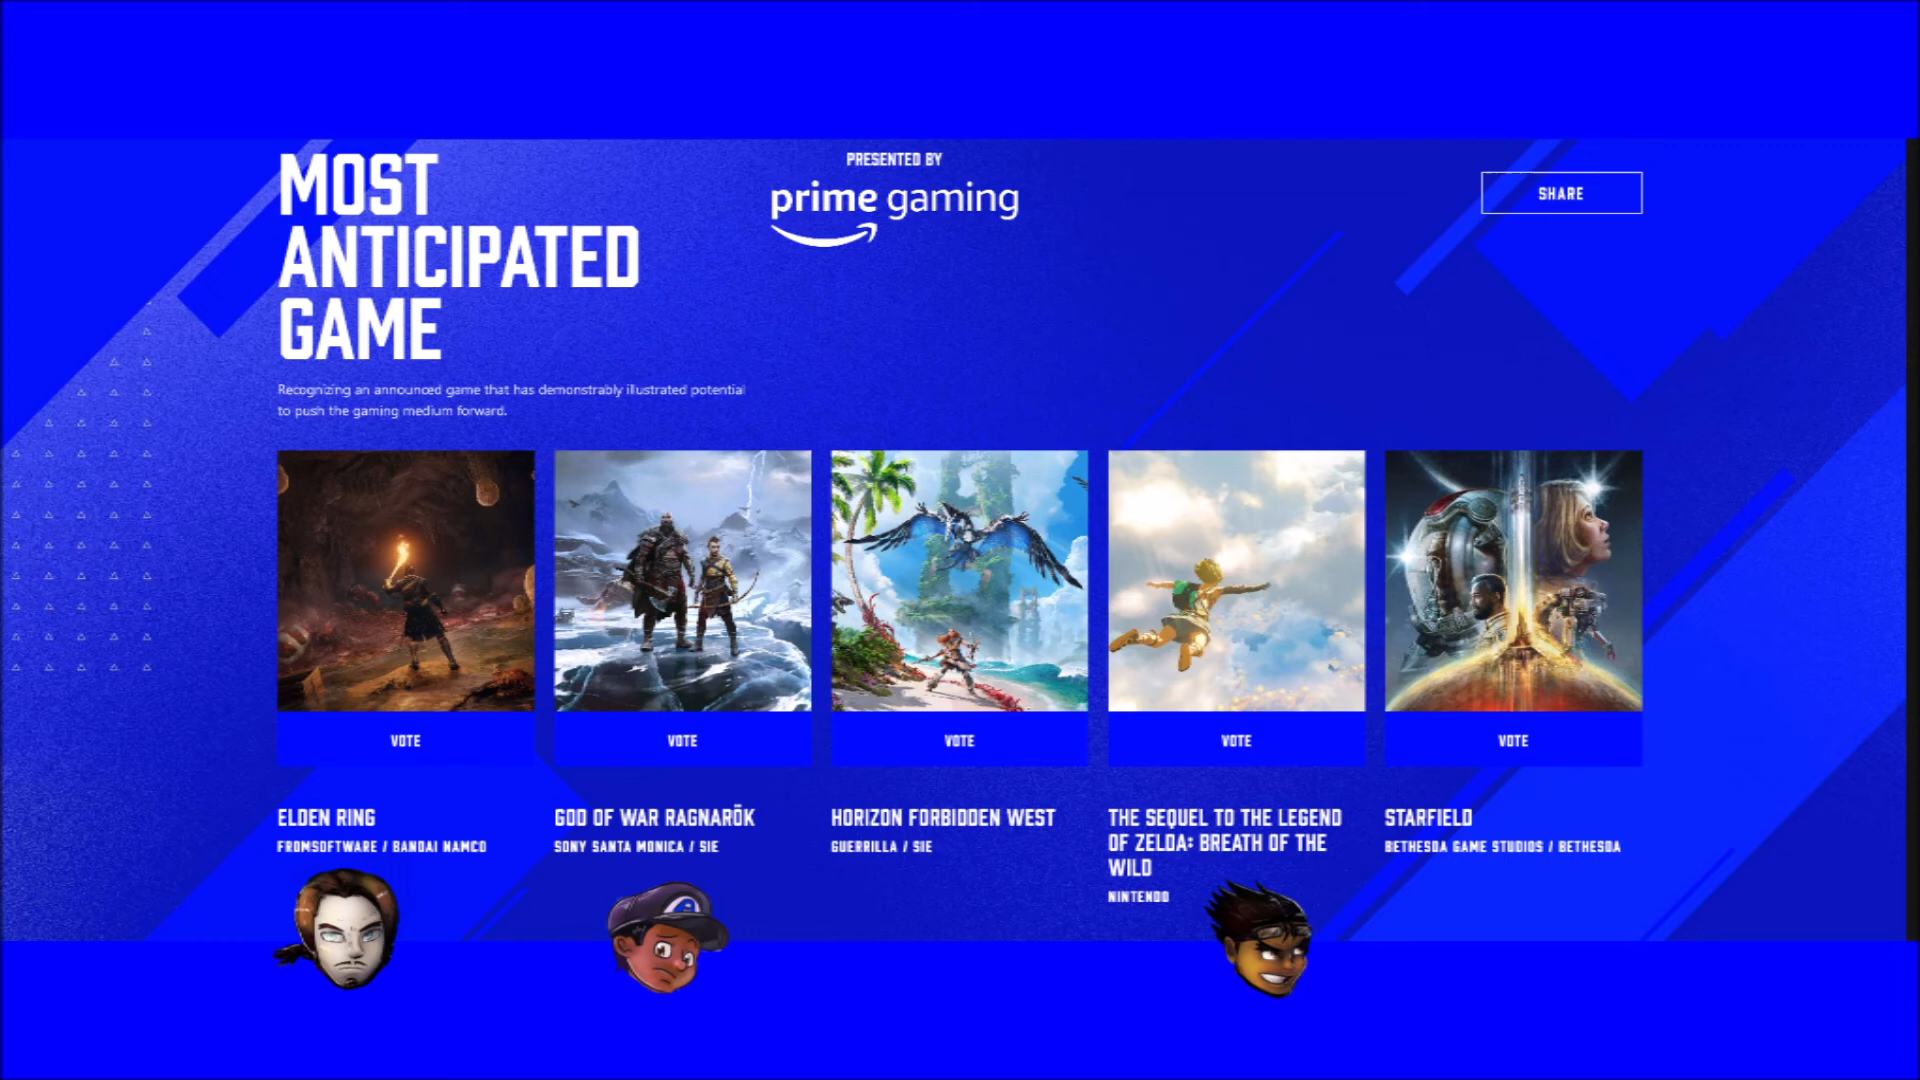 MOST
ANTICIPATED
GAME
PRESENTED BY
prime gaming
SHARE
Recognizing an announced game that has demonstrably illustrated potential
to push the gaming medium forward.
VOTE
VOTE
VOTE
VOTE
VOTE
ELDEN RING
FROMSOFTWARE / BANDAI NAMCO
GOD OF WAR RAGNARÖK
SONY SANTA MONICA / SIE
HORIZON FORBIDDEN WEST
GUERRILLA / SIE
THE SEQUEL TO THE LEGEND
OF ZELDA: BREATH OF THE
WILD
NINTENDO
STARFIELD
BETHESDA GAME STUDIOS / BETHESDA